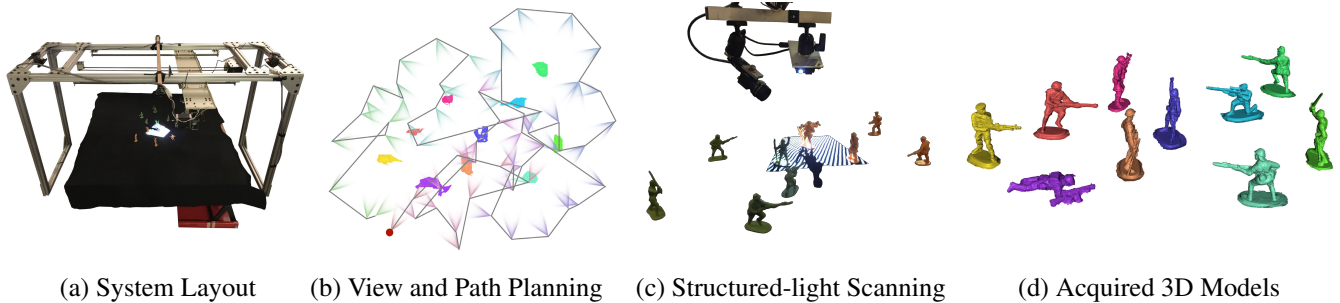 (a) System Layout
(b) View and Path Planning
(c) Structured-light Scanning
(d) Acquired 3D Models